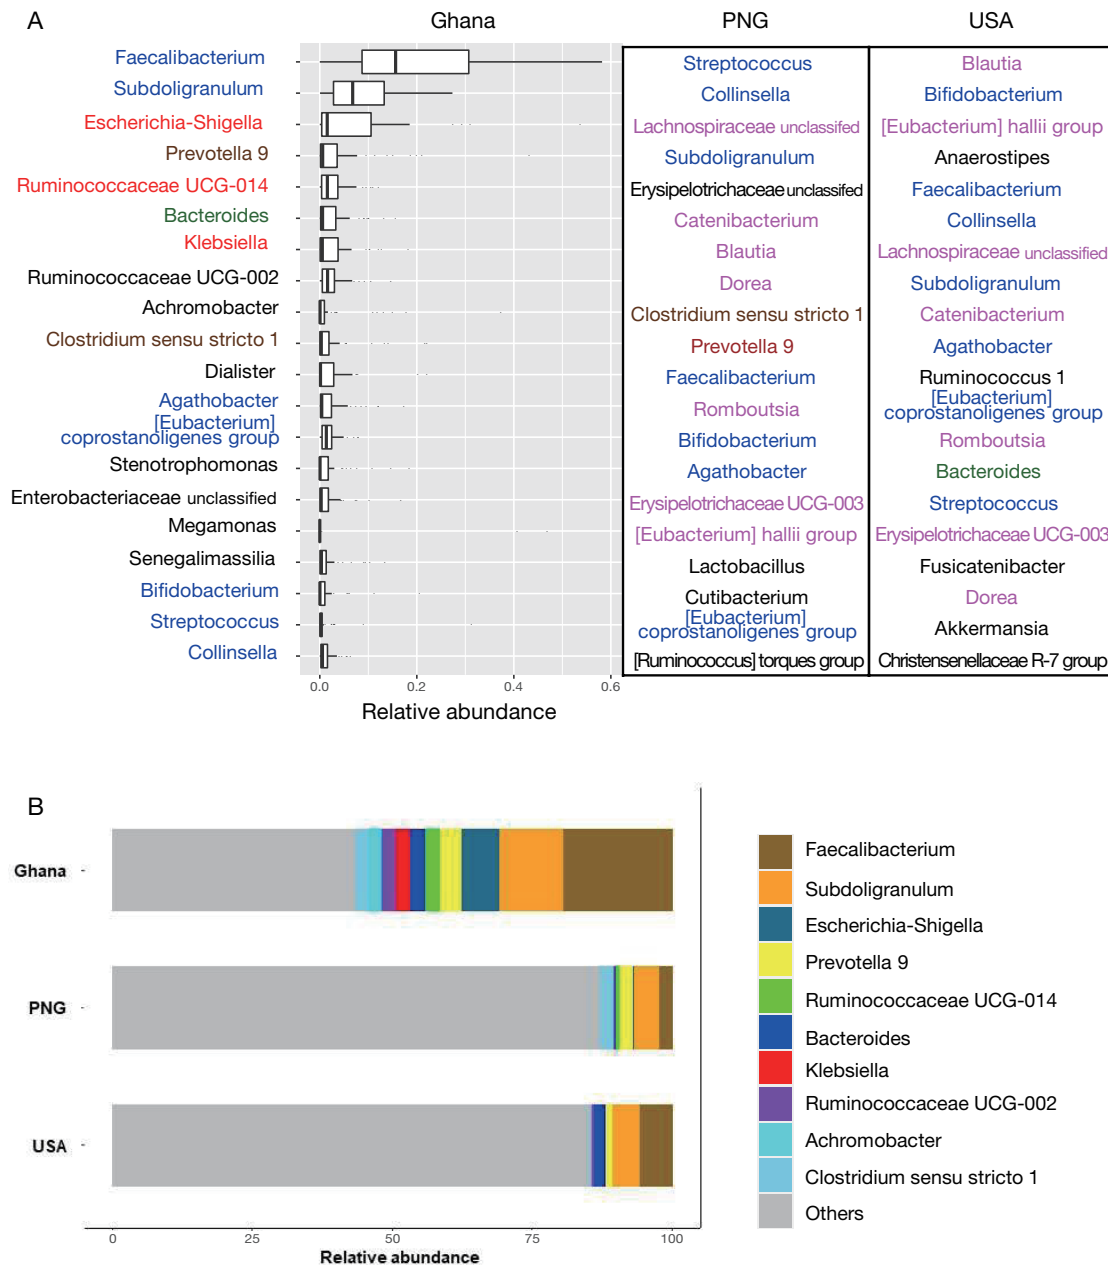 A
Ghana
PNG
USA
Faecalibacterium
Subdoligranulum
Escherichia-Shigella
Prevotella 9
Ruminococcaceae UCG-014
Bacteroides
Klebsiella
Ruminococcaceae UCG-002
Achromobacter
Clostridium sensu stricto 1
Dialister
Agathobacter
[Eubacterium]
coprostanoligenes group
Stenotrophomonas
Enterobacteriaceae unclassified
Megamonas
Senegalimassilia
Bifidobacterium
Streptococcus
Collinsella
0.0
0.2
0.4
0.6
Relative abundance
Streptococcus
Collinsella
Lachnospiraceae unclassifed
Subdoligranulum
Erysipelotrichaceae unclassifed
Catenibacterium
Blautia
Dorea
Clostridium sensu stricto 1
Prevotella 9
Faecalibacterium
Romboutsia
Bifidobacterium
Agathobacter
Erysipelotrichaceae UCG-003
[Eubacterium] hallii group
Lactobacillus
Cutibacterium
[Eubacterium]
coprostanoligenes group
[Ruminococcus] torques group
Blautia
Bifidobacterium
[Eubacterium] hallii group
Anaerostipes
Faecalibacterium
Collinsella
Lachnospiraceae unclassified
Subdoligranulum
Catenibacterium
Agathobacter
Ruminococcus 1
[Eubacterium]
coprostanoligenes group
Romboutsia
Bacteroides
Streptococcus
Erysipelotrichaceae UCG-003
Fusicatenibacter
Dorea
Akkermansia
Christensenellaceae R-7 group
B
Ghana
PNG
USA
0
25
50
75
100
Relative abundance
Faecalibacterium
Subdoligranulum
Escherichia-Shigella
Prevotella 9
Ruminococcaceae UCG-014
Bacteroides
Klebsiella
Ruminococcaceae UCG-002
Achromobacter
Clostridium sensu stricto 1
Others